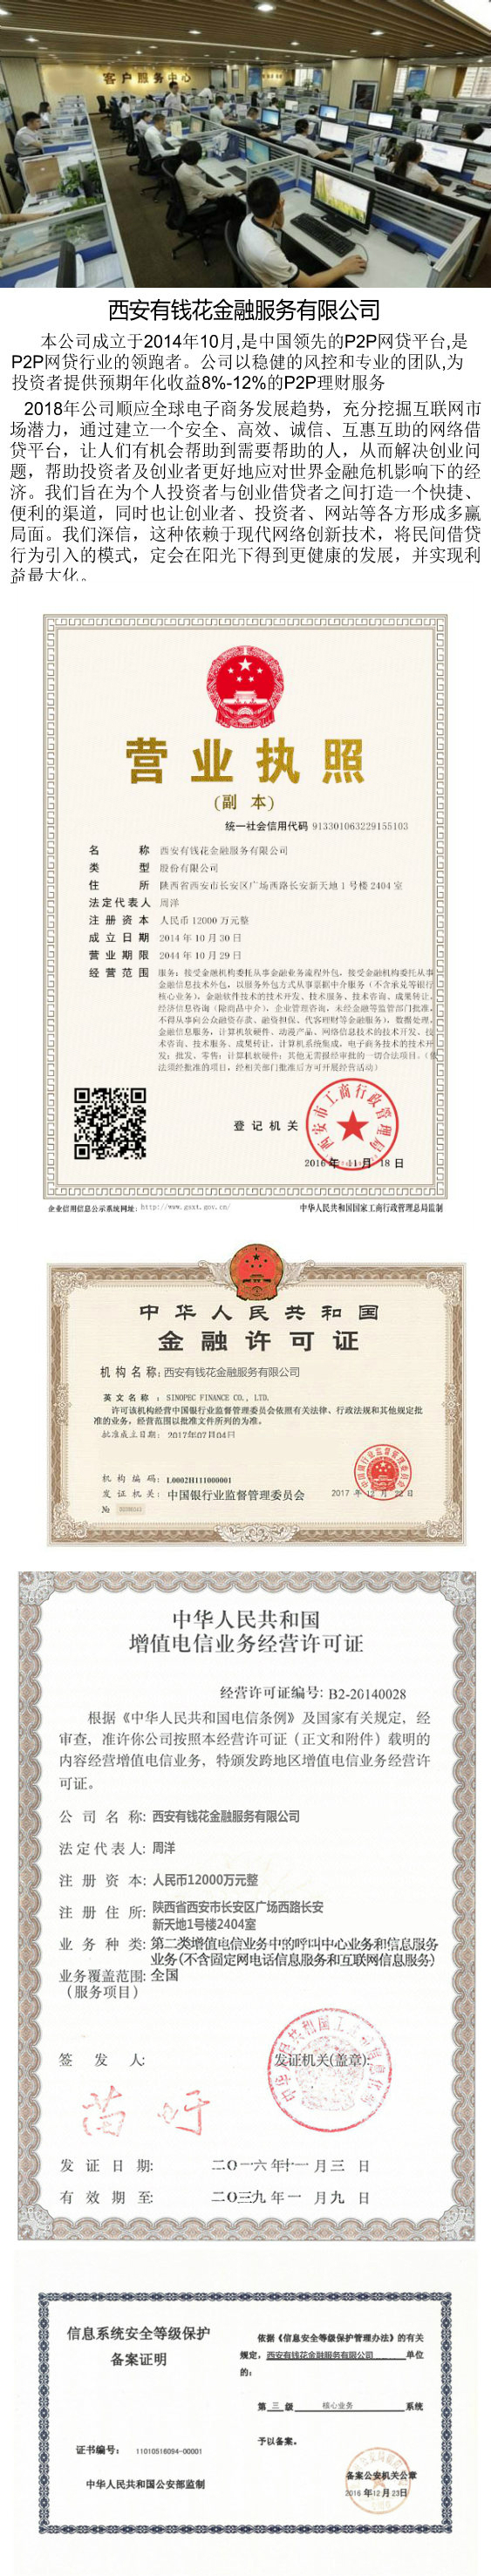 客户服务中心
西安有钱花金融服务有限公司
本公司成立于2014年10月,是中国领先的P2P网贷平台,是
P2P网贷行业的领跑者。公司以稳健的风控和专业的团队,为
投资者提供预期年化收益8%-12%的P2P理财服务
2018年公司顺应全球电子商务发展趋势，充分挖掘互联网市
场潜力，通过建立一个安全、高效、诚信、互惠互助的网络借
贷平台，让人们有机会帮助到需要帮助的人，从而解决创业问
题，帮助投资者及创业者更好地应对世界金融危机影响下的经
济。我们旨在为个人投资者与创业借贷者之间打造一个快捷、
便利的渠道，同时也让创业者、投资者、网站等各方形成多赢
局面。我们深信，这种依赖于现代网络创新技术，将民间借贷
行为引入的模式，定会在阳光下得到更健康的发展，并实现利
益最大化。
营业执照
(副 本)
统一社会信用代码 913301063229155103
名 称 西安有钱花金融服务有限公司
类 型 股份有限公司
住 所 陕西省西安市长安区广场西路长安新天地1号楼2404室
法定代表人 周洋
注册资本 人民币12000万元整
成立日期 2014年10月30日
营业期限 2044年10月29日
经营范围 服务：接受金融机构委托从事金融业务流程外包，接受金融机构委托从事
金融信息技术外包，以服务外包方式从事票据中介服务（不含承兑等银行
核心业务），金融软件技术的技术开发、技术服务、技术咨询、成果转让，
经济信息咨询（除商品中介），企业管理咨询，未经金融等监管部门批准，
不得从事向公众融资存款、融资担保、代客理财等金融服务），数据处理，
金融信息服务，计算机软硬件、动漫产品、网络信息技术的技术开发、技
术咨询、技术服务、成果转让，计算机系统集成，电子商务技术的技术开
发；批发、零售：计算机软硬件；其他无需报经审批的一切合法项目。（依
法须经批准的项目，经相关部门批准后方可开展经营活动）
登记机关
西安市工商行政管理局
2016 年 11 月 18 日
企业信用信息公示系统网址：http://www.gsxt.gov.cn/ 中华人民共和国国家工商行政管理总局监制
中华人民共和国
金融许可证
机构名称：西安有钱花金融服务有限公司
英文名称 ：SINOPEC FINANCE CO., LTD.
许可该机构经营中国银行业监督管理委员会依照有关法律、行政法规和其他规定批
准的业务，经营范围以批准文件所列的为准。
批准成立日期：2017年07月04日
机构编码：L0002H111000001
发证机关：中国银行业监督管理委员会
2017 年 12 月 22 日
№
中华人民共和国
增值电信业务经营许可证
经营许可证编号: B2-20140028
根据《中华人民共和国电信条例》及国家有关规定，经
审查，准许你公司按照本经营许可证（正文和附件）载明的
内容经营增值电信业务，特颁发跨地区增值电信业务经营许
可证。
公司名称: 西安有钱花金融服务有限公司
法定代表人: 周洋
注册资本: 人民币12000万元整
注册住所: 陕西省西安市长安区广场西路长安
新天地1号楼2404室
业务种类: 第二类增值电信业务中的呼叫中心业务和信息服务
业务(不含固定网电话信息服务和互联网信息服务)
业务覆盖范围: 全国
（服务项目）
签 发 人:
苗圩
发证机关(盖章):
发证日期: 二〇一六年十一月三日
有效期至: 二〇三九年一月九日
信息系统安全等级保护
备案证明
证书编号： 11010516094-00001
中华人民共和国公安部监制
依据《信息安全等级保护管理办法》的有关
规定，西安有钱花金融服务有限公司 单位
的：
第 三 级 核心业务 系统
予以备案。
备案公安机关公章
2016 年12月23日